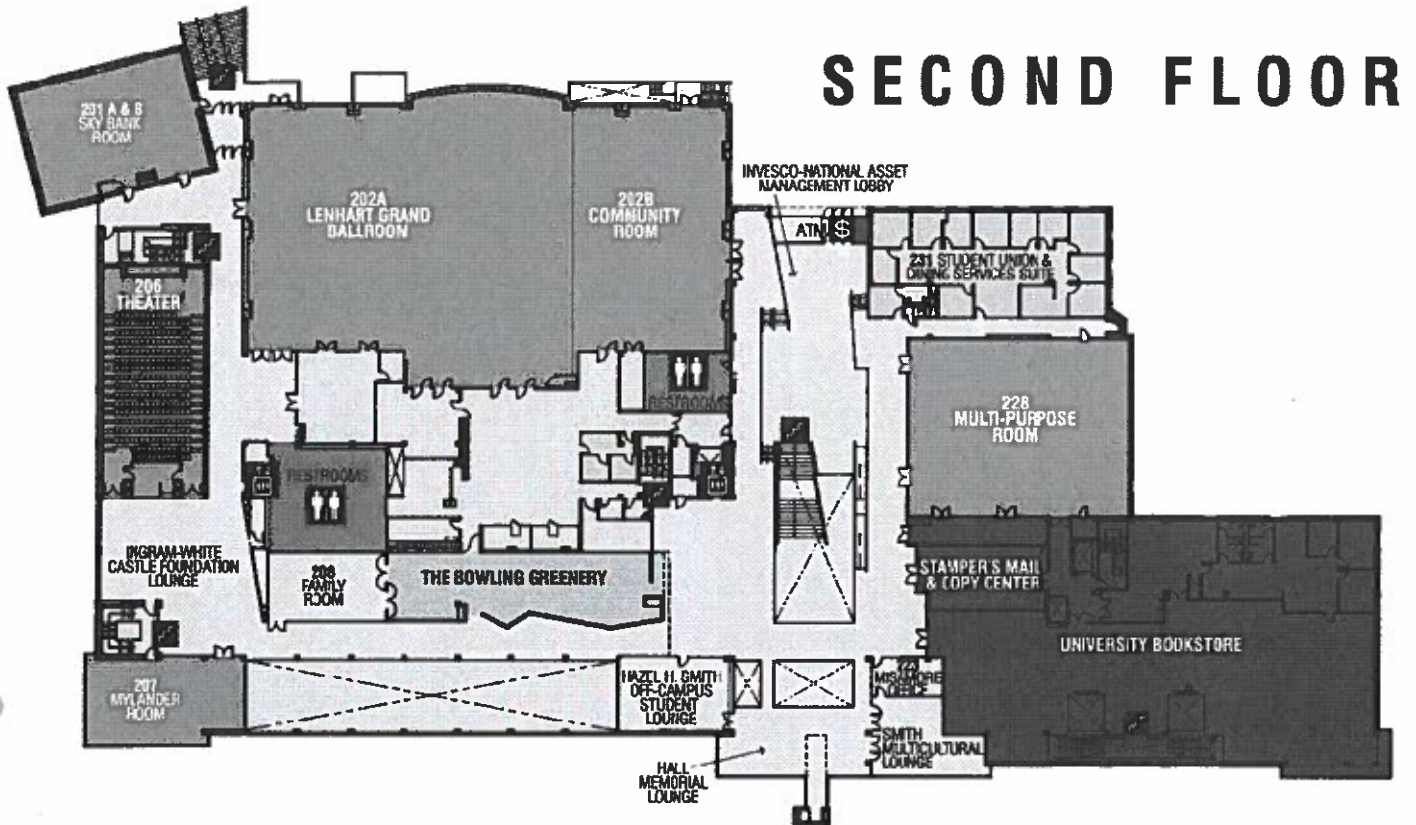 SECOND FLOOR
201 A & B
SKY BANK
ROOM
202A
LENHART GRAND
BALLROOM
202B
COMMUNITY
ROOM
INVESCO-NATIONAL ASSET
MANAGEMENT LOBBY
ATM
$
231 STUDENT UNION &
DINING SERVICES SUITE
206
THEATER
RESTROOMS
228
MULTI-PURPOSE
ROOM
RESTROOMS
INGRAM-WHITE
CASTLE FOUNDATION
LOUNGE
208
FAMILY
ROOM
THE BOWLING GREENERY
STAMPER'S MAIL
& COPY CENTER
UNIVERSITY BOOKSTORE
207
MYLANDER
ROOM
HAZEL H. SMITH
OFF-CAMPUS
STUDENT
LOUNGE
MISAMORE
OFFICE
SMITH
MULTICULTURAL
LOUNGE
HALL
MEMORIAL
LOUNGE